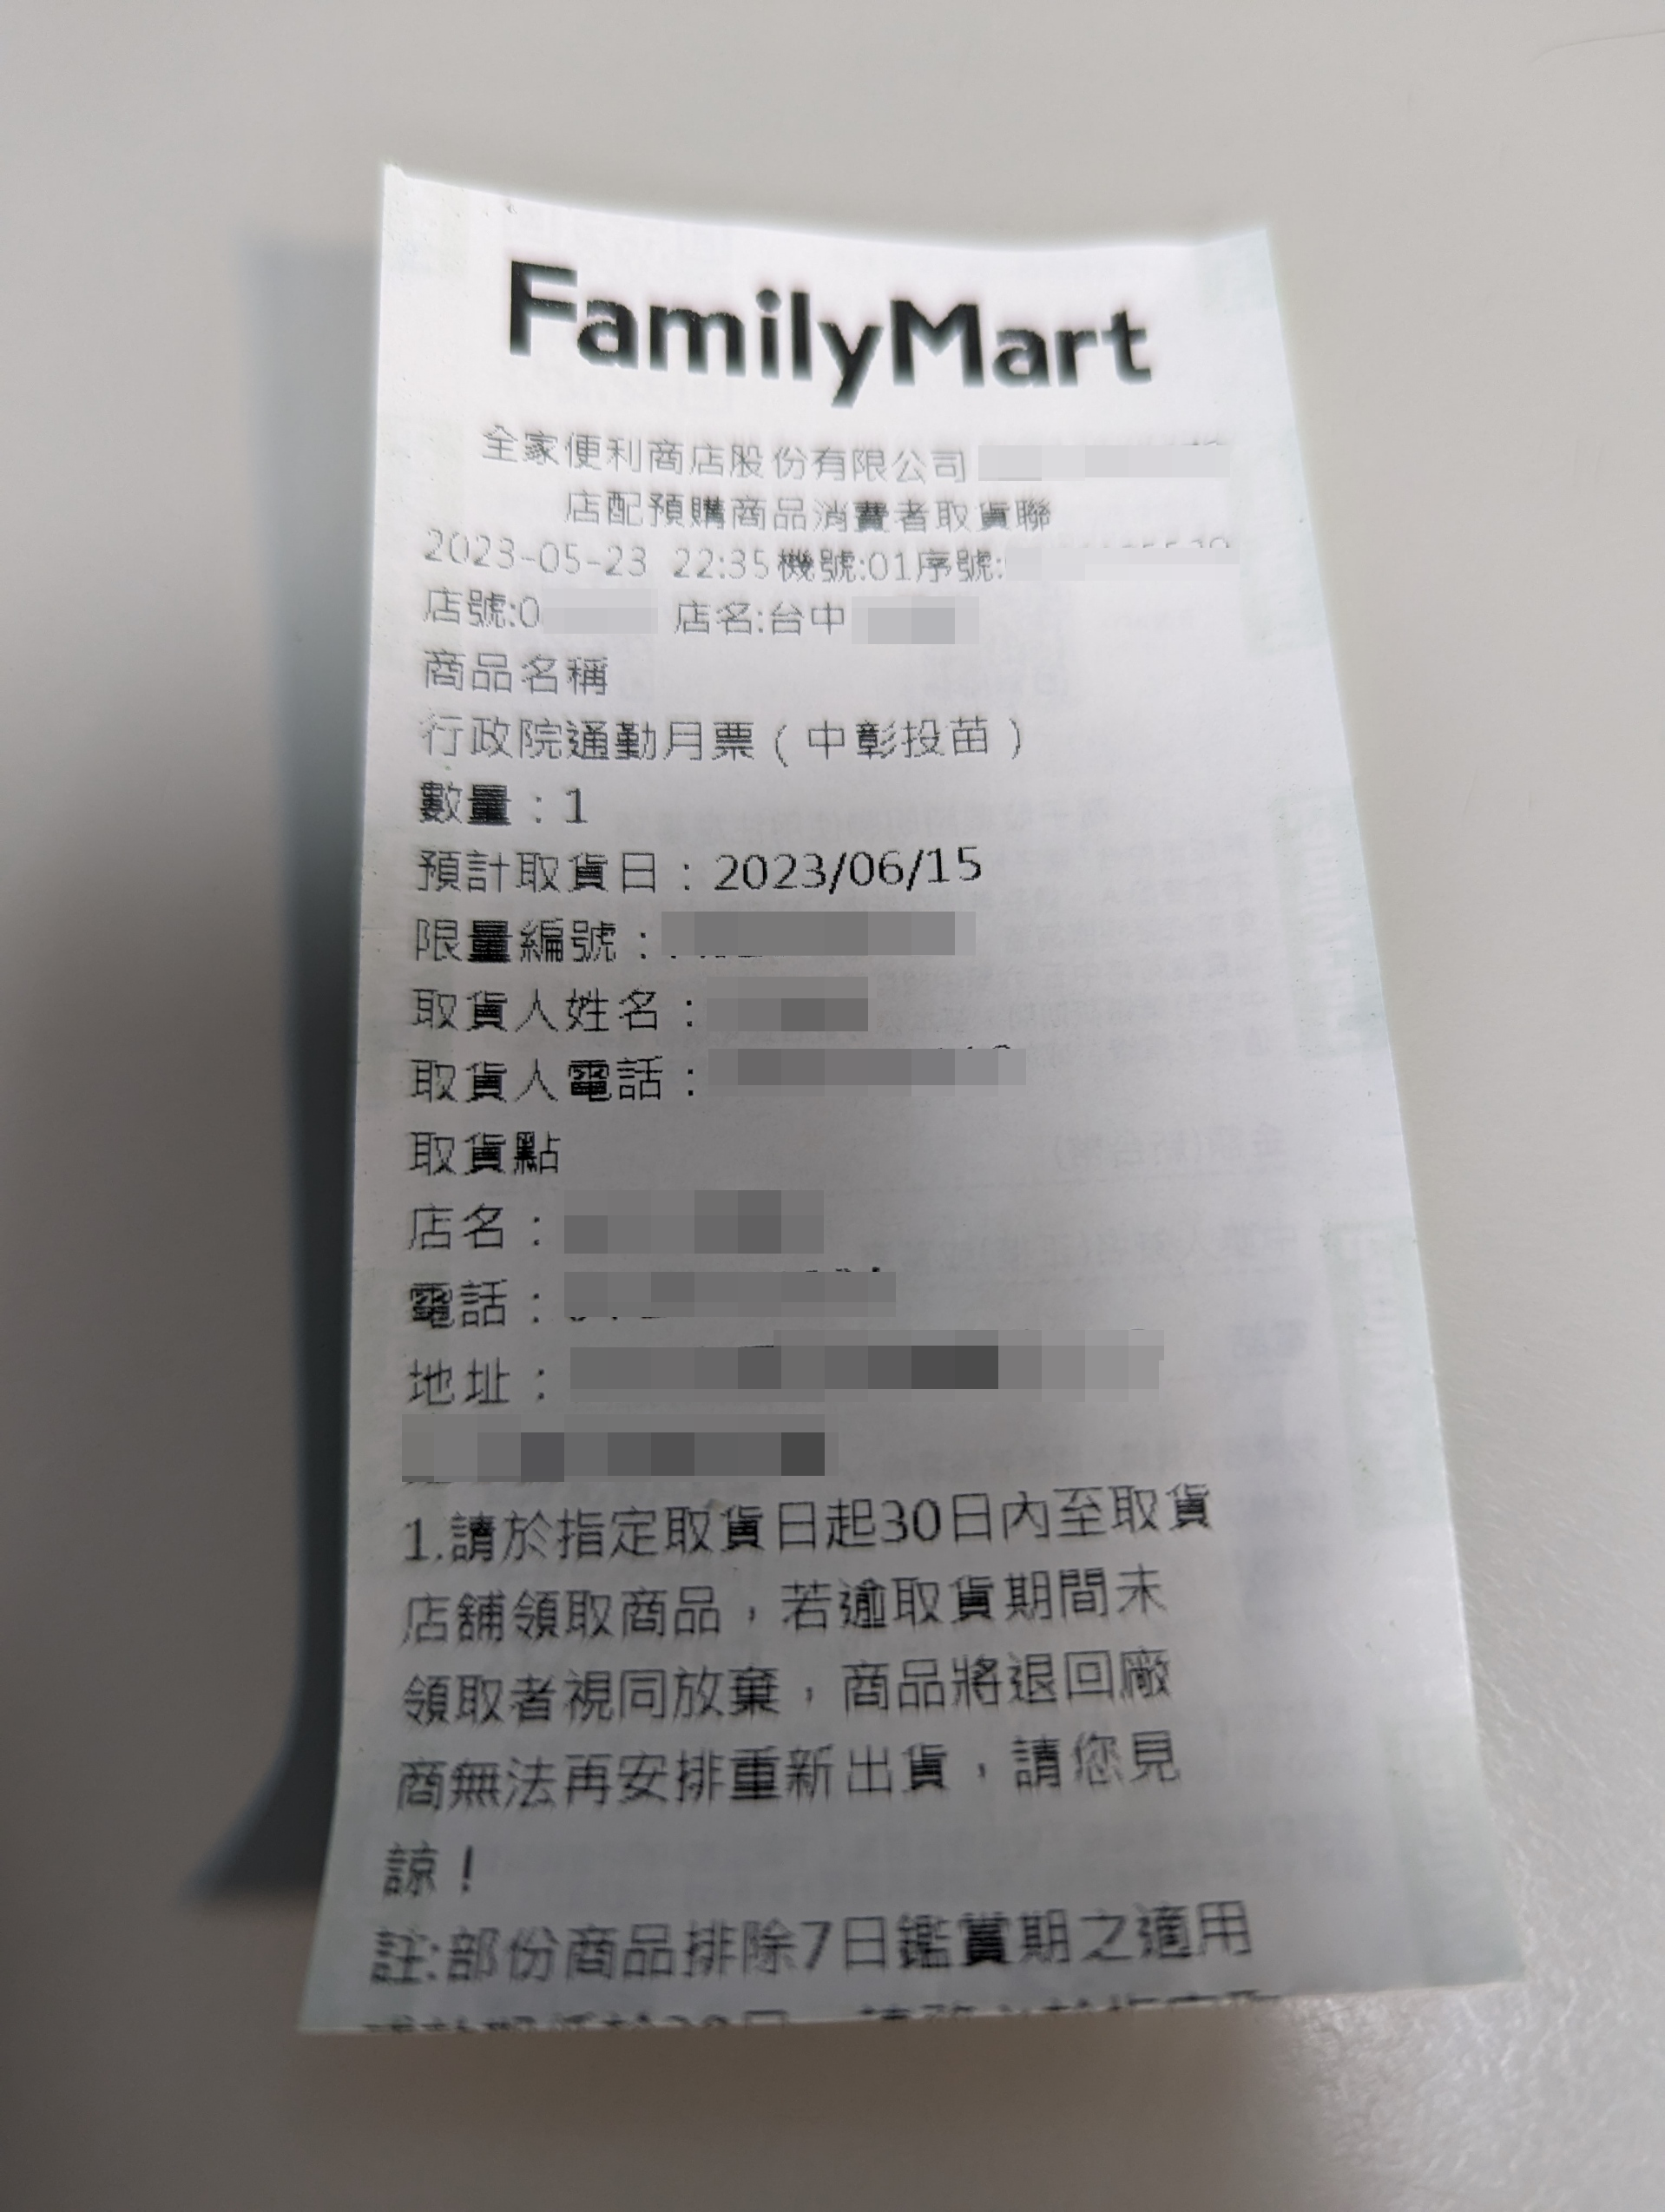 FamilyMart
全家便利商店股份有限公司
店配預購商品消費者取貨聯
2023-05-23 22:35機號:01序號:
店號:0 店名:台中
商品名稱
行政院通勤月票(中彰投苗)
數量:1
預計取貨日:2023/06/15
限量編號:
取貨人姓名:
取貨人電話:
取貨點
店名:
電話:
地址:
1.請於指定取貨日起30日內至取貨
店舖領取商品,若逾取貨期間未
領取者視同放棄,商品將退回廠
商無法再安排重新出貨,請您見
諒!
註:部份商品排除7日鑑賞期之適用